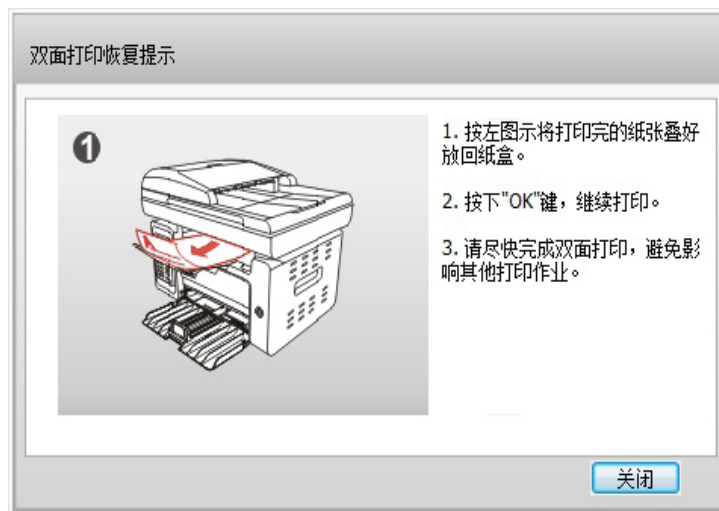 双面打印恢复提示
❶
1. 按左图示将打印完的纸张叠好
放回纸盒。
2. 按下"OK"键，继续打印。
3. 请尽快完成双面打印，避免影
响其他打印作业。
关闭